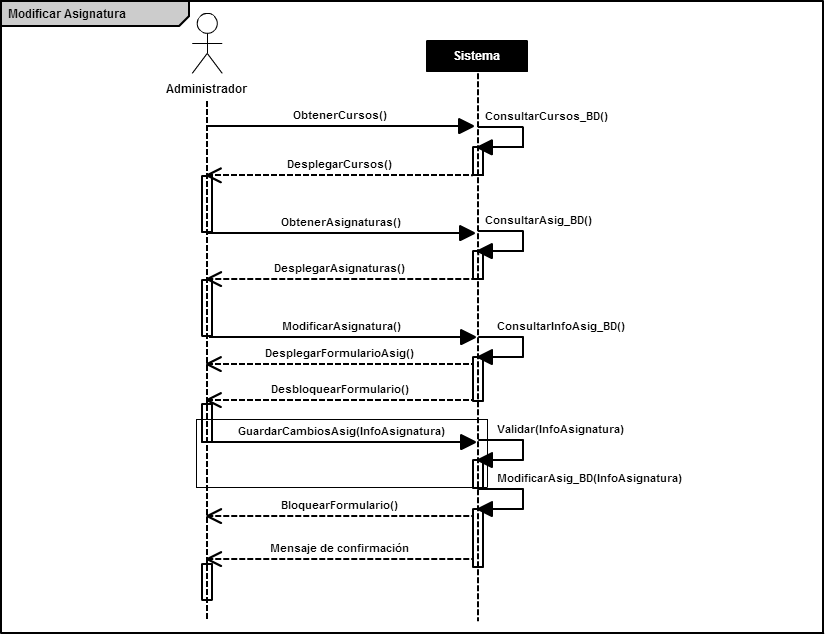 Modificar Asignatura
Sistema
Administrador
ObtenerCursos()
ConsultarCursos_BD()
DesplegarCursos()
ObtenerAsignaturas()
ConsultarAsig_BD()
DesplegarAsignaturas()
ModificarAsignatura()
ConsultarInfoAsig_BD()
DesplegarFormularioAsig()
DesbloquearFormulario()
GuardarCambiosAsig(InfoAsignatura)
Validar(InfoAsignatura)
ModificarAsig_BD(InfoAsignatura)
BloquearFormulario()
Mensaje de confirmación